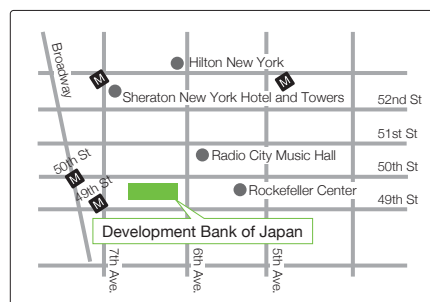 Broadway
Hilton New York
M
M
Sheraton New York Hotel and Towers
52nd St
51st St
50th St
Radio City Music Hall
50th St
M
49th St
Rockefeller Center
M
49th St
Development Bank of Japan
7th Ave.
6th Ave.
5th Ave.